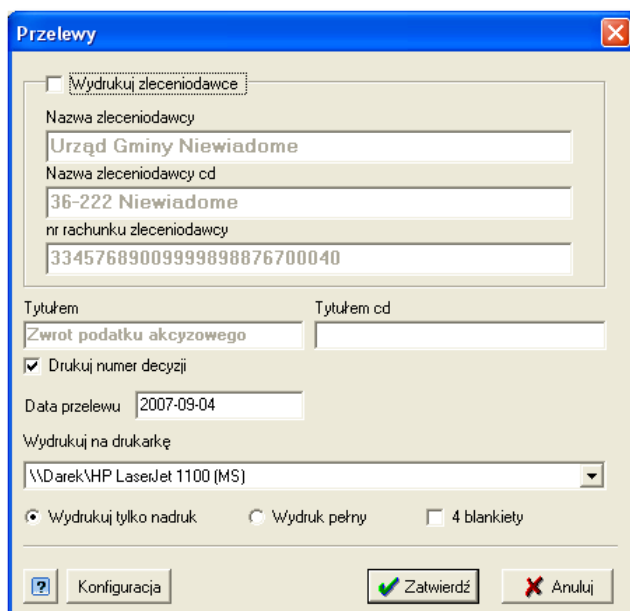 Przelewy
Wydrukuj zleceniodawce
Nazwa zleceniodawcy
Urząd Gminy Niewiadome
Nazwa zleceniodawcy cd
36-222 Niewiadome
nr rachunku zleceniodawcy
33457689009999898876700040
Tytułem Tytułem cd
Zwrot podatku akcyzowego
Drukuj numer decyzji
Data przelewu 2007-09-04
Wydrukuj na drukarkę
\\Darek\HP LaserJet 1100 (MS)
Wydrukuj tylko nadruk Wydruk pełny 4 blankiety
? Konfiguracja Zatwierdź Anuluj